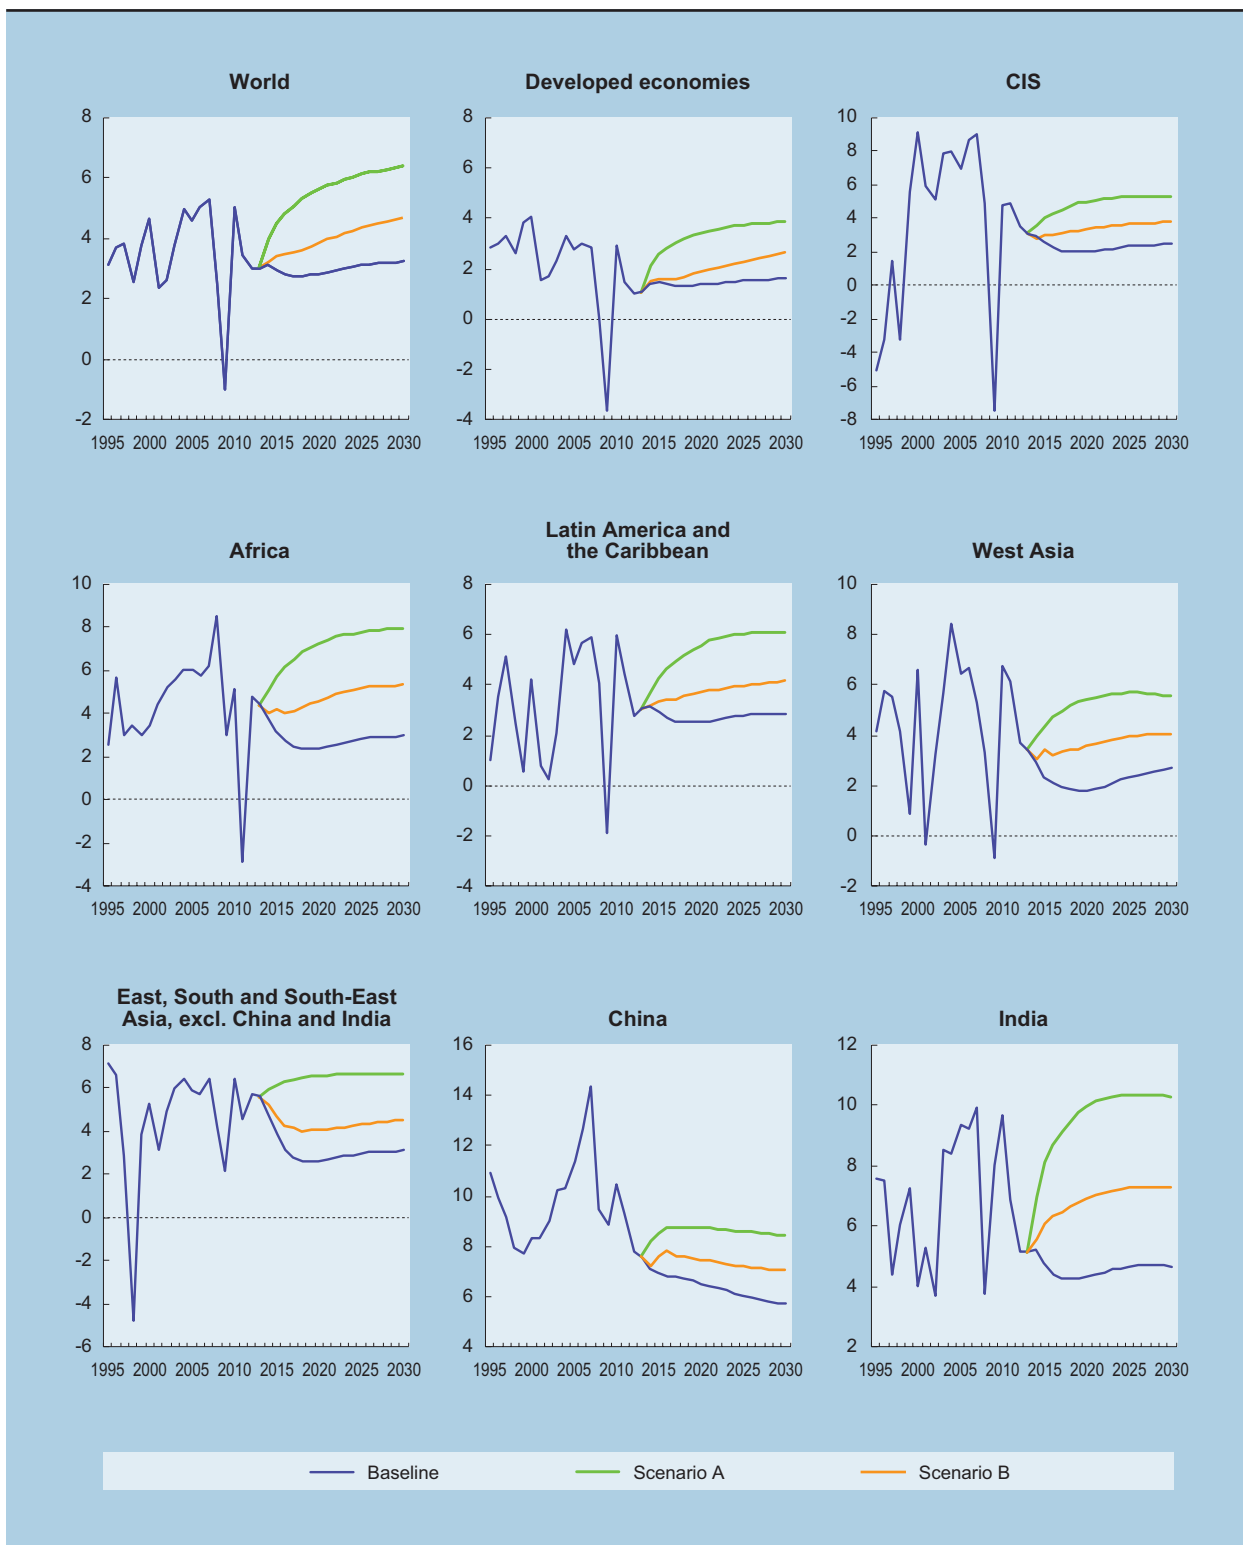 World
8
6
4
2
0
-2
1995 2000 2005 2010 2015 2020 2025 2030
Developed economies
8
6
4
2
0
-2
-4
1995 2000 2005 2010 2015 2020 2025 2030
CIS
10
8
6
4
2
0
-2
-4
-6
-8
1995 2000 2005 2010 2015 2020 2025 2030
Africa
10
8
6
4
2
0
-2
-4
1995 2000 2005 2010 2015 2020 2025 2030
Latin America and
the Caribbean
8
6
4
2
0
-2
-4
1995 2000 2005 2010 2015 2020 2025 2030
West Asia
10
8
6
4
2
0
-2
1995 2000 2005 2010 2015 2020 2025 2030
East, South and South-East
Asia, excl. China and India
8
6
4
2
0
-2
-4
-6
1995 2000 2005 2010 2015 2020 2025 2030
China
16
14
12
10
8
6
4
1995 2000 2005 2010 2015 2020 2025 2030
India
12
10
8
6
4
2
1995 2000 2005 2010 2015 2020 2025 2030
Baseline
Scenario A
Scenario B